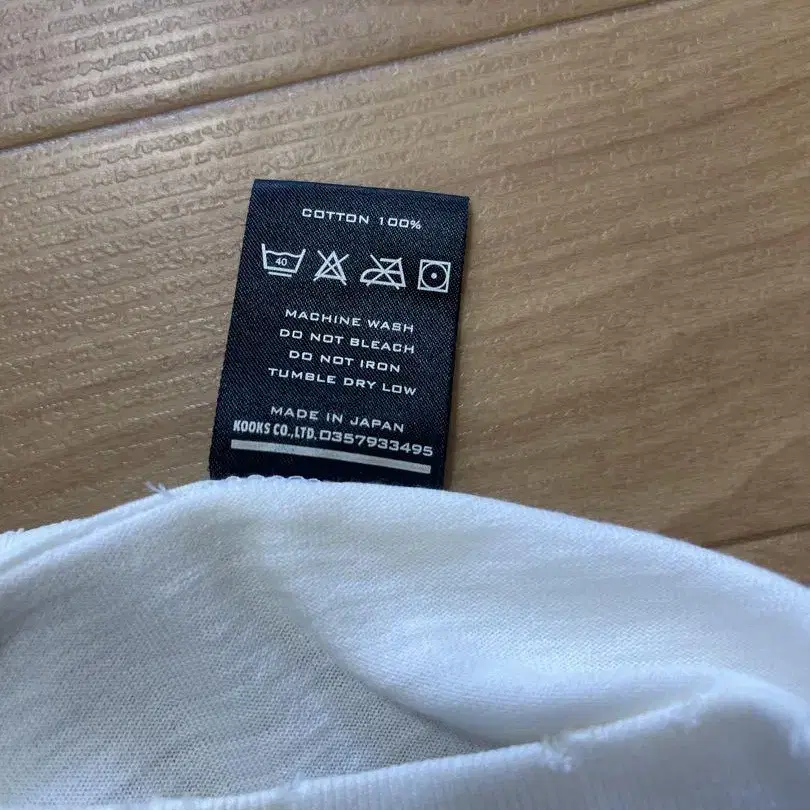 COTTON 100%
40
MACHINE WASH
DO NOT BLEACH
DO NOT IRON
TUMBLE DRY LOW
MADE IN JAPAN
KOOKS CO.,LTD. 0357933495